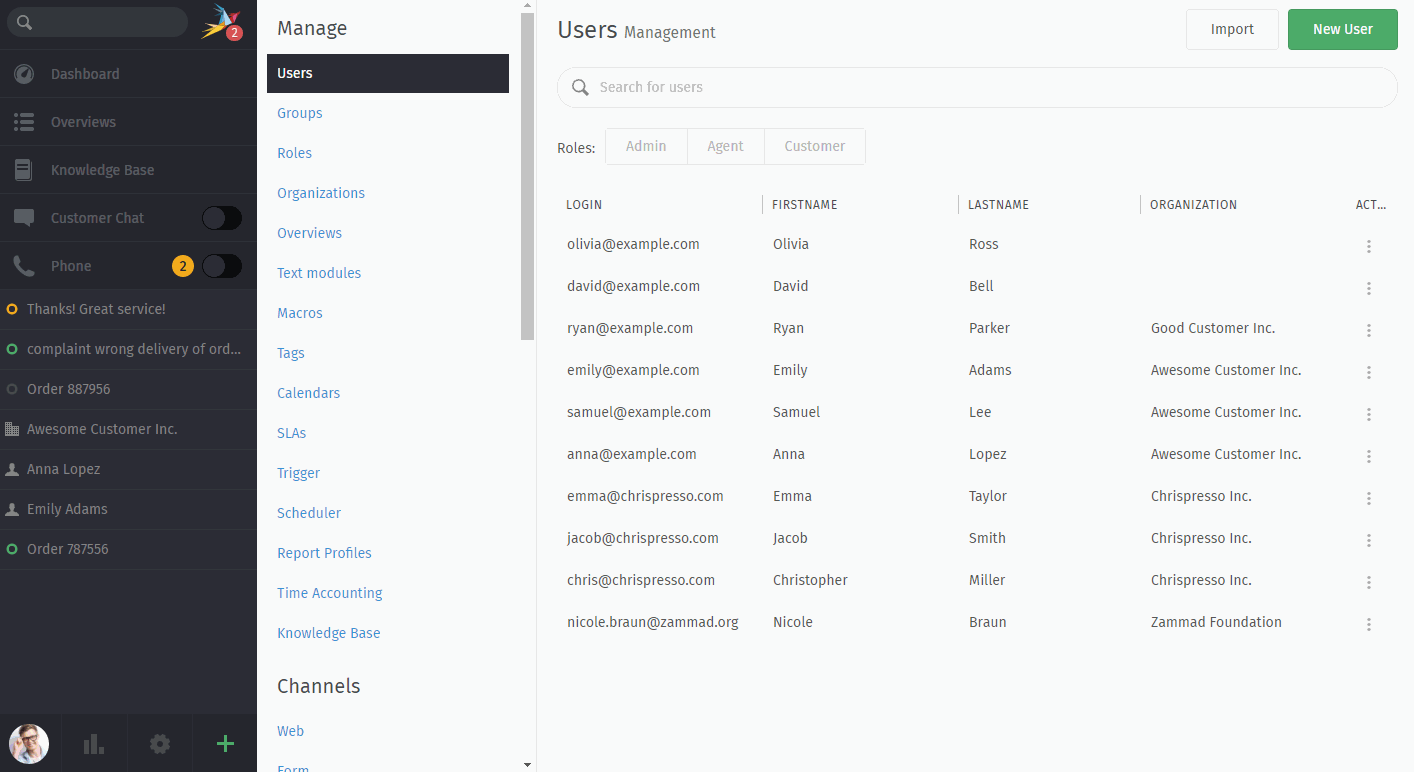 2
Dashboard
Overviews
Knowledge Base
Customer Chat
Phone 2
Thanks! Great service!
complaint wrong delivery of ord...
Order 887956
Awesome Customer Inc.
Anna Lopez
Emily Adams
Order 787556
Manage
Users
Groups
Roles
Organizations
Overviews
Text modules
Macros
Tags
Calendars
SLAs
Trigger
Scheduler
Report Profiles
Time Accounting
Knowledge Base
Channels
Web
Form
Users Management
Import
New User
Search for users
Roles: Admin Agent Customer
LOGIN FIRSTNAME LASTNAME ORGANIZATION ACT...
olivia@example.com Olivia Ross
david@example.com David Bell
ryan@example.com Ryan Parker Good Customer Inc.
emily@example.com Emily Adams Awesome Customer Inc.
samuel@example.com Samuel Lee Awesome Customer Inc.
anna@example.com Anna Lopez Awesome Customer Inc.
emma@chrispresso.com Emma Taylor Chrispresso Inc.
jacob@chrispresso.com Jacob Smith Chrispresso Inc.
chris@chrispresso.com Christopher Miller Chrispresso Inc.
nicole.braun@zammad.org Nicole Braun Zammad Foundation